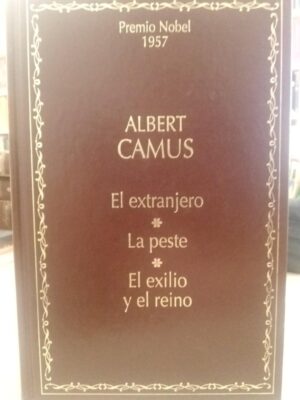 Premio Nobel
1957
ALBERT
CAMUS
El extranjero
*
La peste
*
El exilio
y el reino